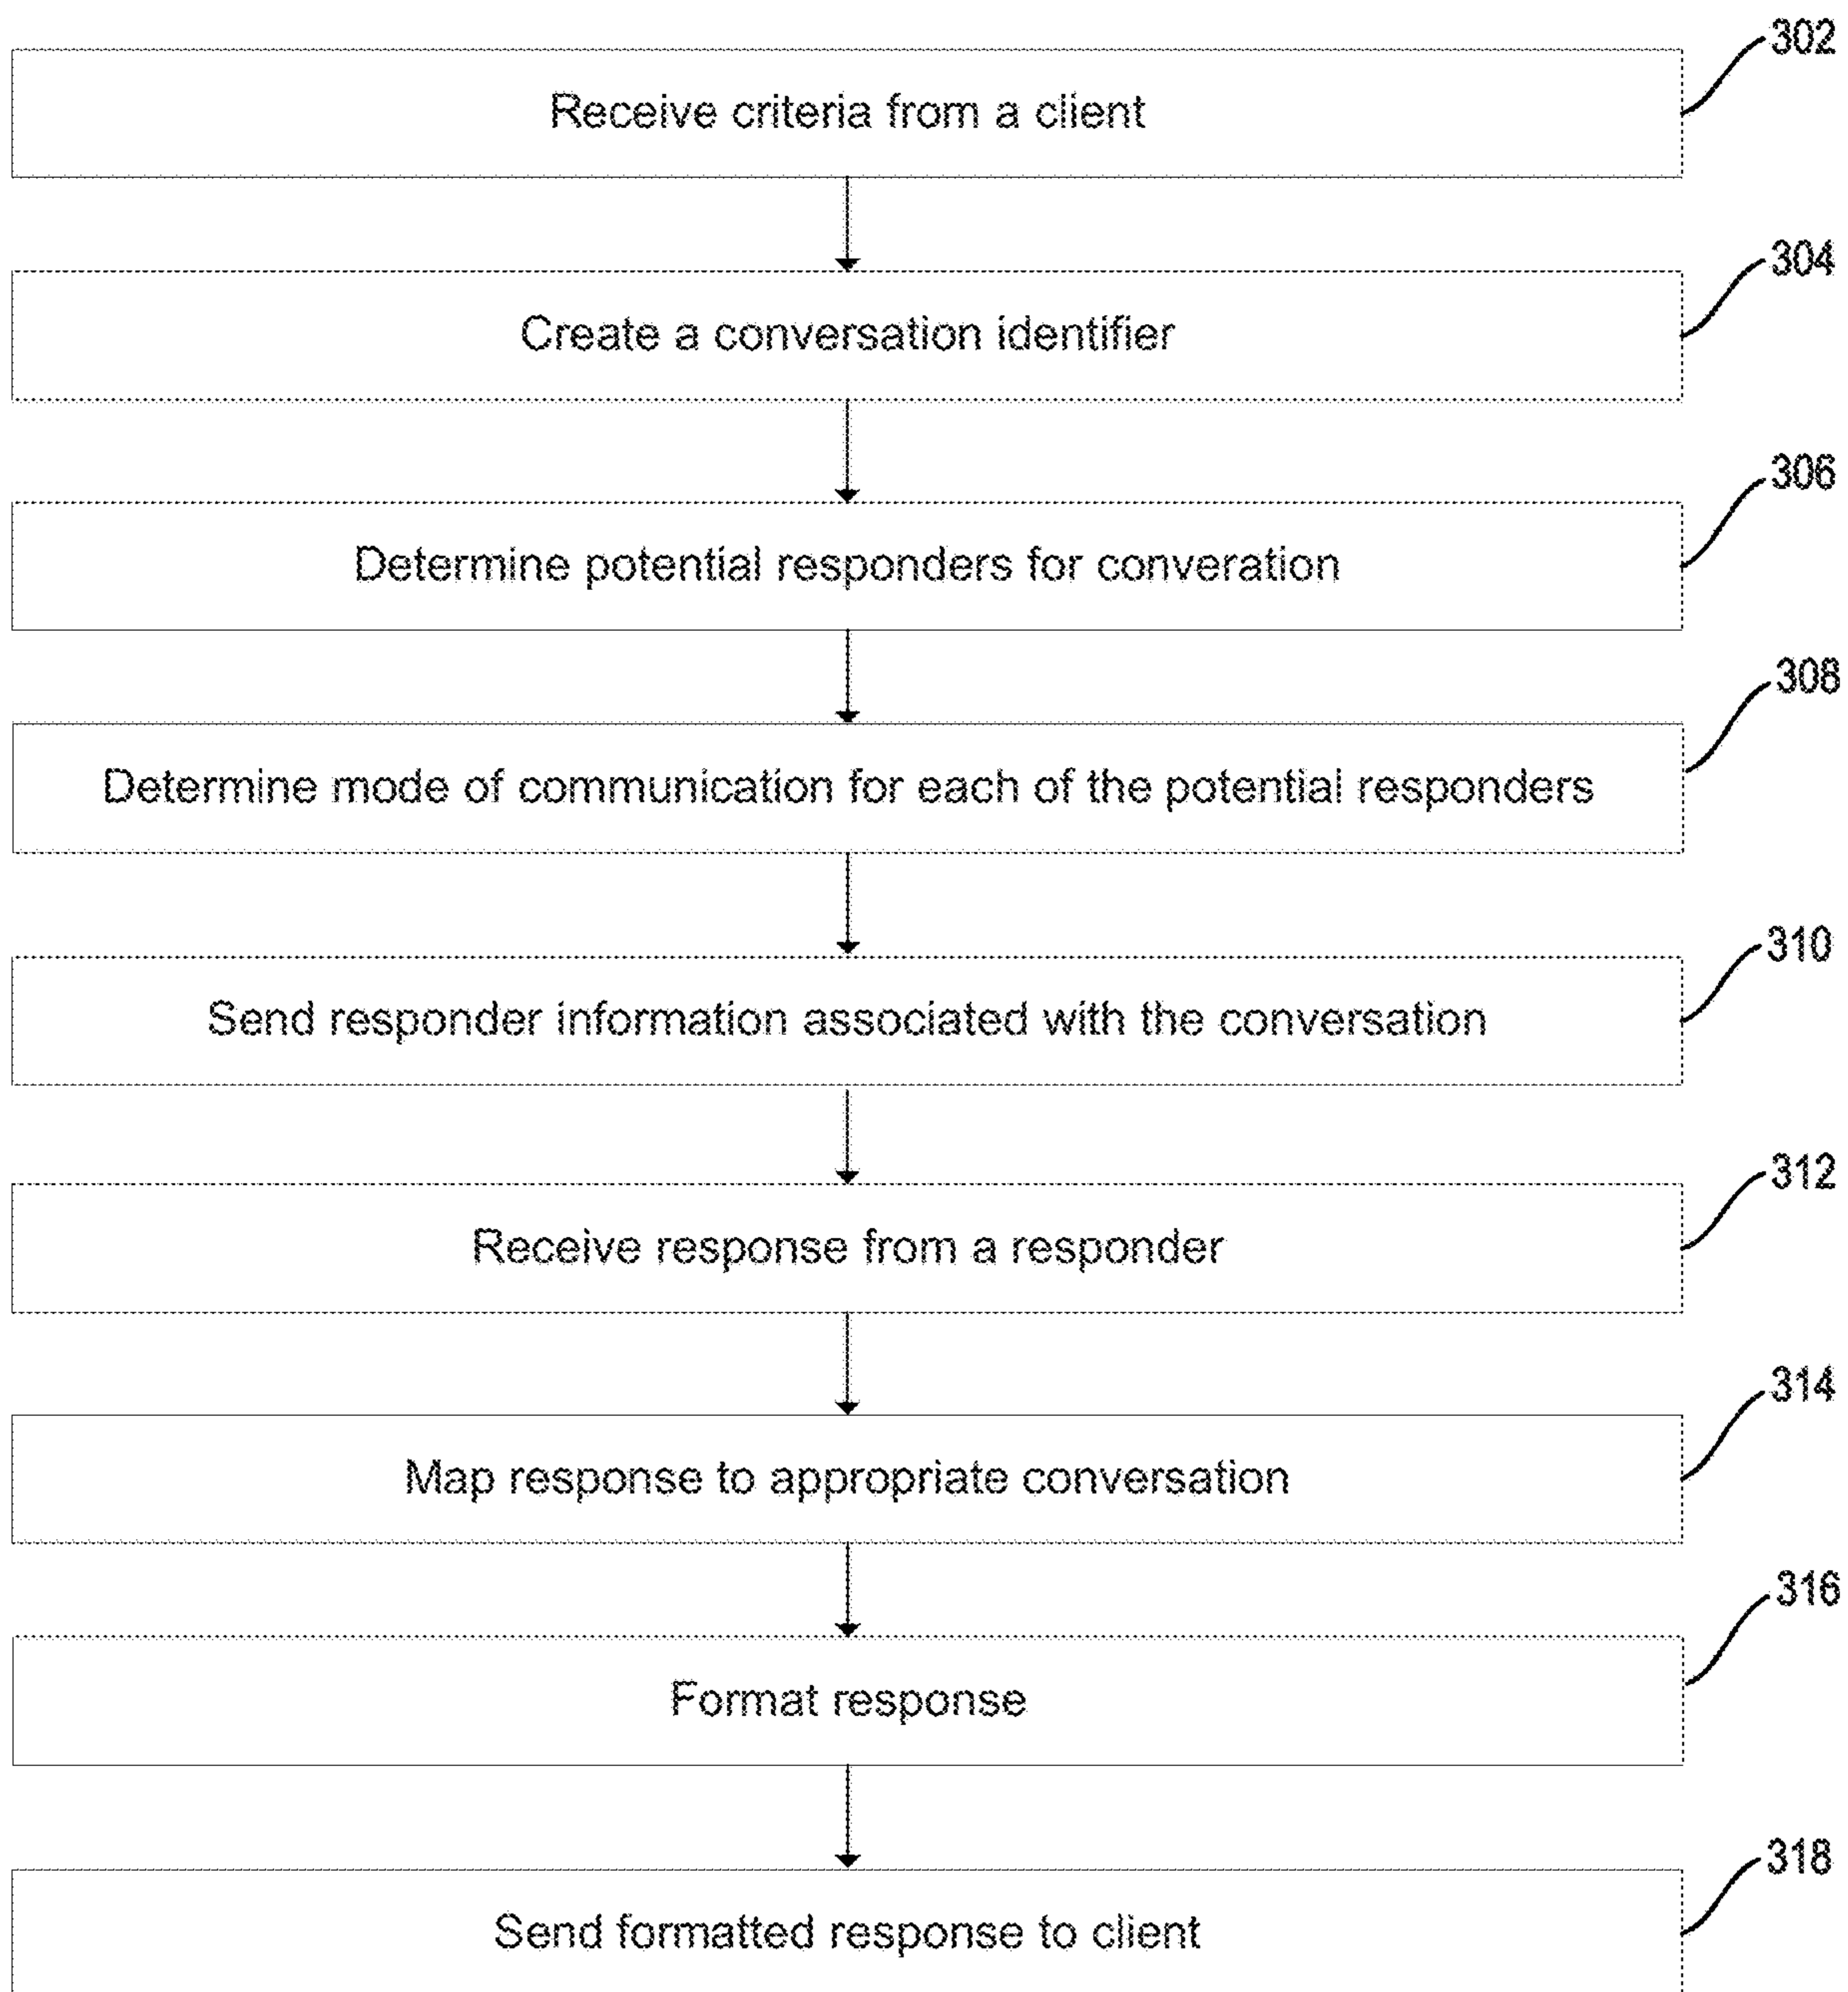 302
Receive criteria from a client
304
Create a conversation identifier
306
Determine potential responders for converation
308
Determine mode of communication for each of the potential responders
310
Send responder information associated with the conversation
312
Receive response from a responder
314
Map response to appropriate conversation
316
Format response
318
Send formatted response to client